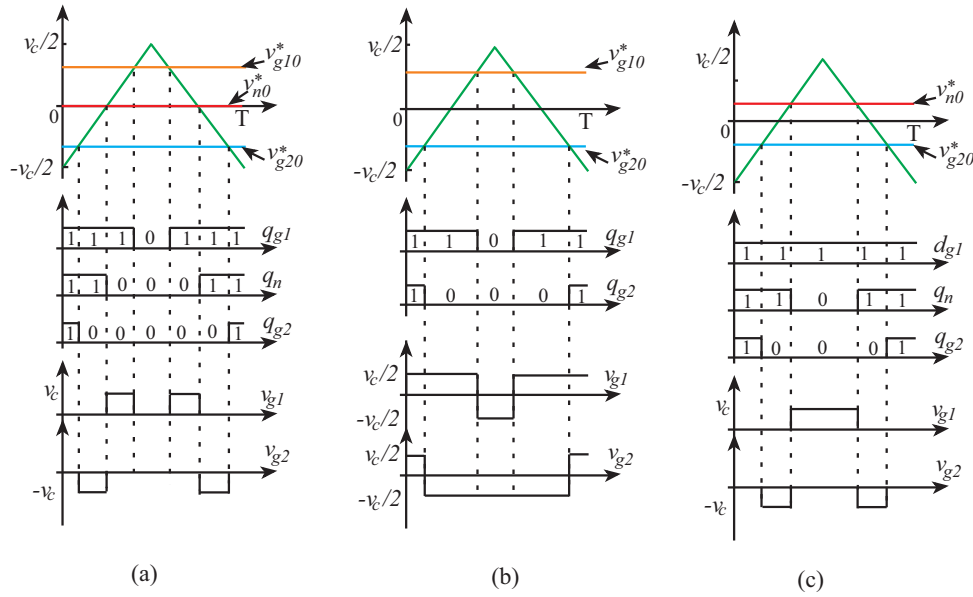 v_c/2
v*_g10
v*_n0
0
T
v*_g20
-v_c/2
1 1 1 0 1 1 1
q_g1
1 1 0 0 0 1 1
q_n
1 0 0 0 0 0 1
q_g2
v_c
v_g1
v_g2
-v_c
(a)
v_c/2
v*_g10
0
T
v*_g20
-v_c/2
1 1 0 1 1
q_g1
1 0 0 0 1
q_g2
v_c/2
v_g1
-v_c/2
v_c/2
v_g2
-v_c/2
(b)
v_c/2
v*_n0
0
T
v*_g20
-v_c/2
1 1 1 1 1
d_g1
1 1 0 1 1
q_n
1 0 0 0 1
q_g2
v_c
v_g1
v_g2
-v_c
(c)